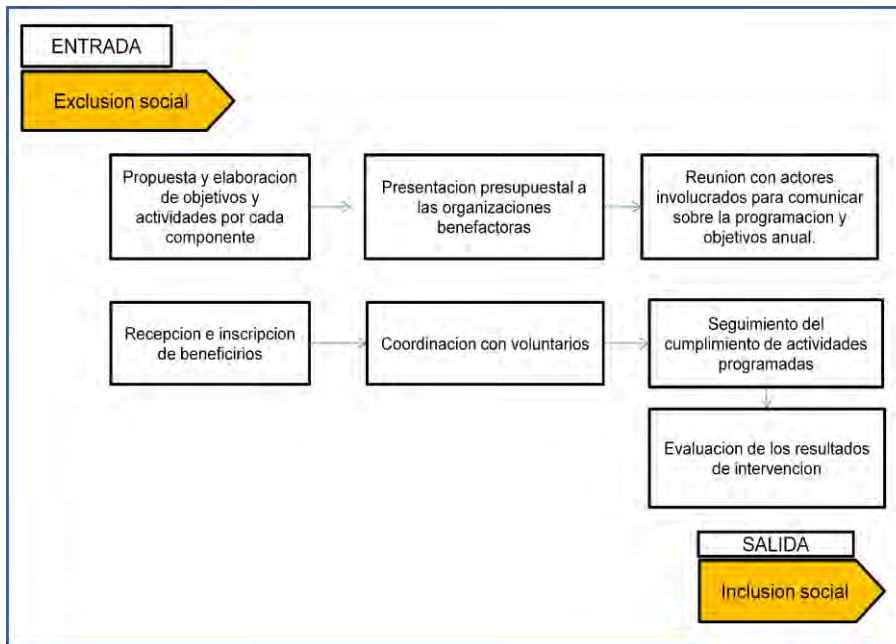 ENTRADA
Exclusion social
Propuesta y elaboracion
de objetivos y
actividades por cada
componente
Presentacion presupuestal a
las organizaciones
benefactoras
Reunion con actores
involucrados para comunicar
sobre la programacion y
objetivos anual.
Recepcion e inscripcion
de beneficirios
Coordinacion con voluntarios
Seguimiento del
cumplimiento de actividades
programadas
Evaluacion de los resultados
de intervencion
SALIDA
Inclusion social